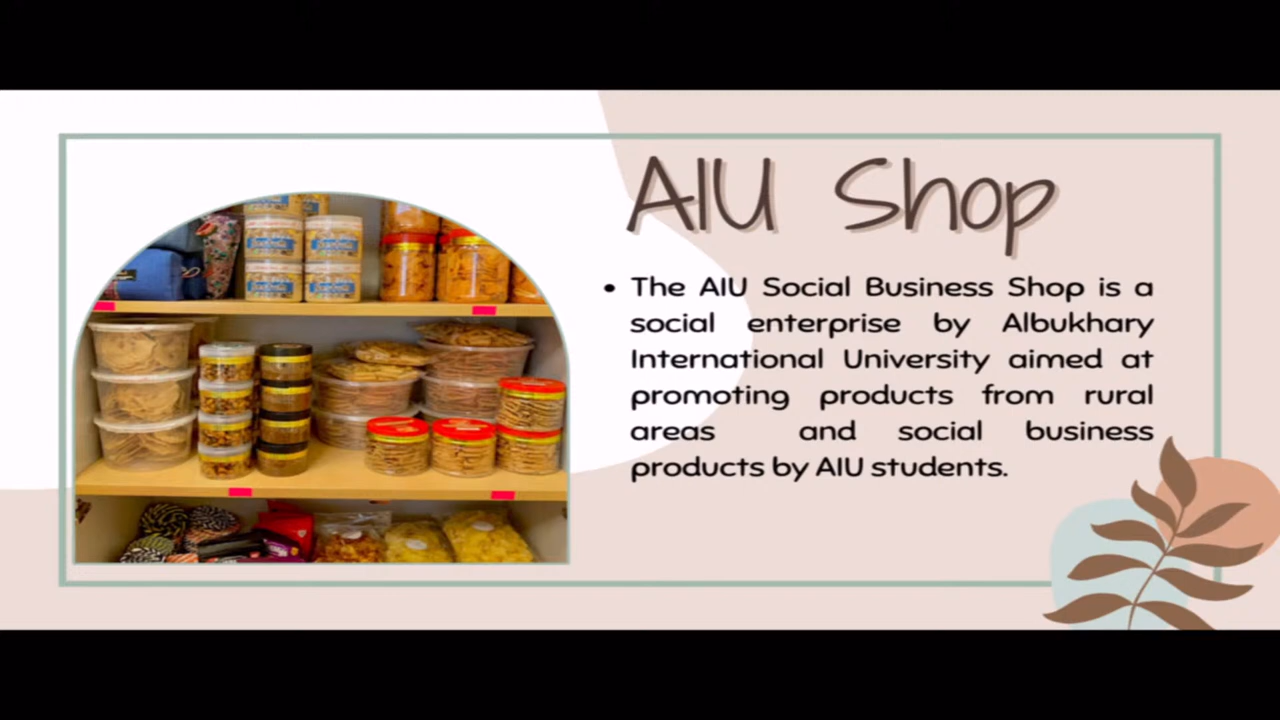 AIU Shop
• The AIU Social Business Shop is a
social enterprise by Albukhary
International University aimed at
promoting products from rural
areas and social business
products by AIU students.